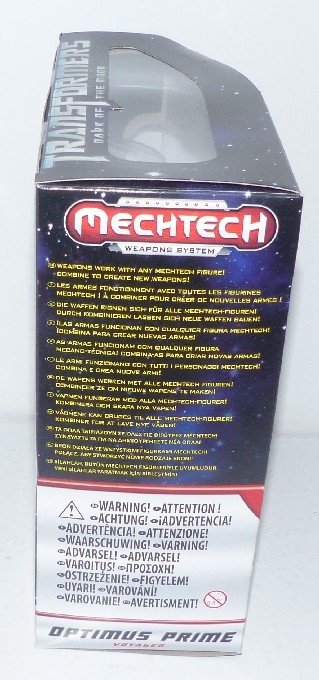 TRANSFORMERS
DARK OF THE MOON
MECHTECH
WEAPONS SYSTEM
WEAPONS WORK WITH ANY MECHTECH FIGURE!
COMBINE TO CREATE NEW WEAPONS!
LES ARMES FONCTIONNENT AVEC TOUTES LES FIGURINES
MECHTECH ! À COMBINER POUR CRÉER DE NOUVELLES ARMES !
DIE WAFFEN EIGNEN SICH FÜR ALLE MECHTECH-FIGUREN!
DURCH KOMBINIEREN LASSEN SICH NEUE WAFFEN BAUEN!
¡LAS ARMAS FUNCIONAN CON CUALQUIER FIGURA MECHTECH!
¡COMBINA PARA CREAR NUEVAS ARMAS!
AS ARMAS FUNCIONAM COM QUALQUER FIGURA
COMBINA-AS PARA CRIAR NOVAS ARMAS!
LE ARMI FUNZIONANO CON TUTTI I PERSONAGGI MECHTECH!
COMBINA E CREA NUOVE ARMI!
DE WAPENS WERKEN MET ALLE MECHTECH FIGUREN!
COMBINEER ZE OM NIEUWE WAPENS TE MAKEN!
VAPNEN FUNGERAR MED ALLA MECHTECH-FIGURER!
KOMBINERA OCH SKAPA NYA VAPEN!
VÅBNENE KAN BRUGES TIL ALLE MECHTECH-FIGURER!
KOMBINER FOR AT LAVE NYE VÅBEN!
WARNING! ATTENTION !
ACHTUNG! ¡ADVERTENCIA!
ADVERTÊNCIA! ATTENZIONE!
WAARSCHUWING! VARNING!
ADVARSEL! ADVARSEL!
VAROITUS! ΠΡΟΣΟΧΗ!
OSTRZEŻENIE! FIGYELEM!
UYARI! VAROVÁNÍ!
VAROVANIE! AVERTISMENT!
0-3
OPTIMUS PRIME
VOYAGER